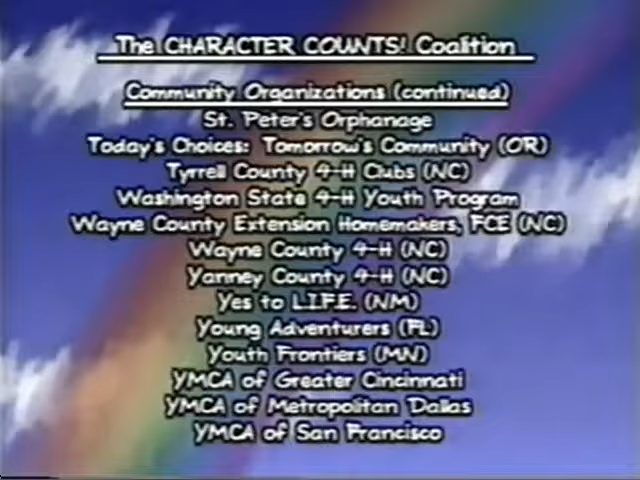 The CHARACTER COUNTS! Coalition
Community Organizations (continued)
St. Peter's Orphanage
Today's Choices: Tomorrow's Community (OR)
Tyrrell County 4-H Clubs (NC)
Washington State 4-H Youth Program
Wayne County Extension Homemakers, FCE (NC)
Wayne County 4-H (NC)
Yanney County 4-H (NC)
Yes to L.I.F.E. (NM)
Young Adventurers (FL)
Youth Frontiers (MN)
YMCA of Greater Cincinnati
YMCA of Metropolitan Dallas
YMCA of San Francisco